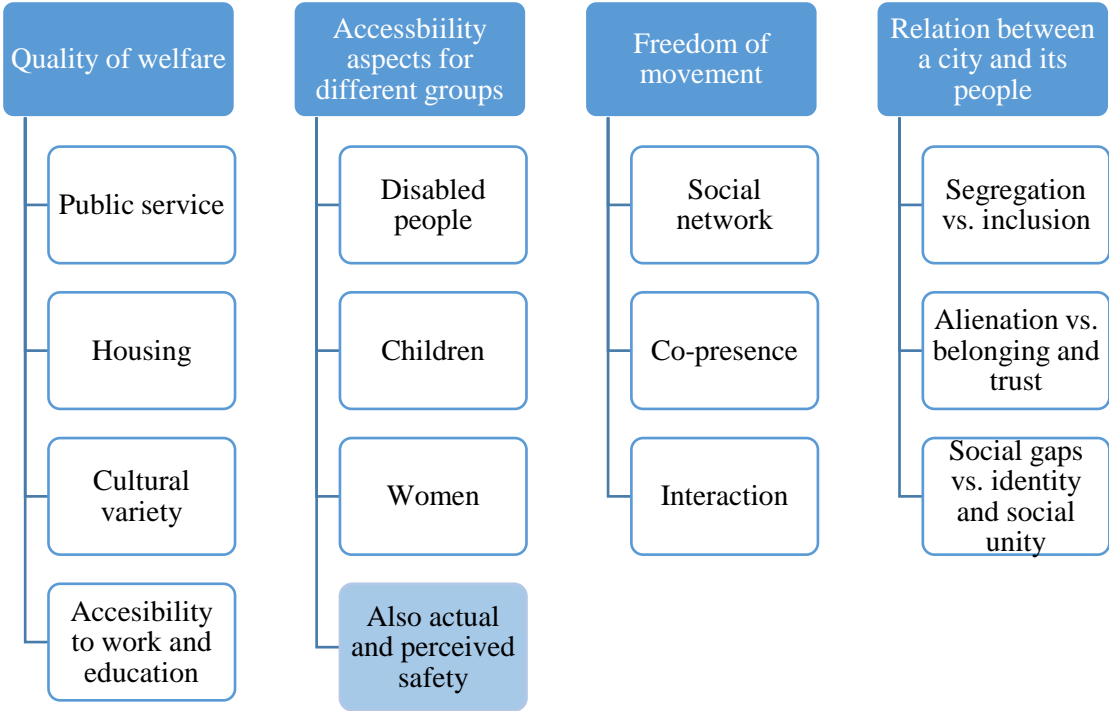 Quality of welfare
Public service
Housing
Cultural
variety
Accesibility
to work and
education
Accessbiility
aspects for
different groups
Disabled
people
Children
Women
Also actual
and perceived
safety
Freedom of
movement
Social
network
Co-presence
Interaction
Relation between
a city and its
people
Segregation
vs. inclusion
Alienation vs.
belonging and
trust
Social gaps
vs. identity
and social
unity